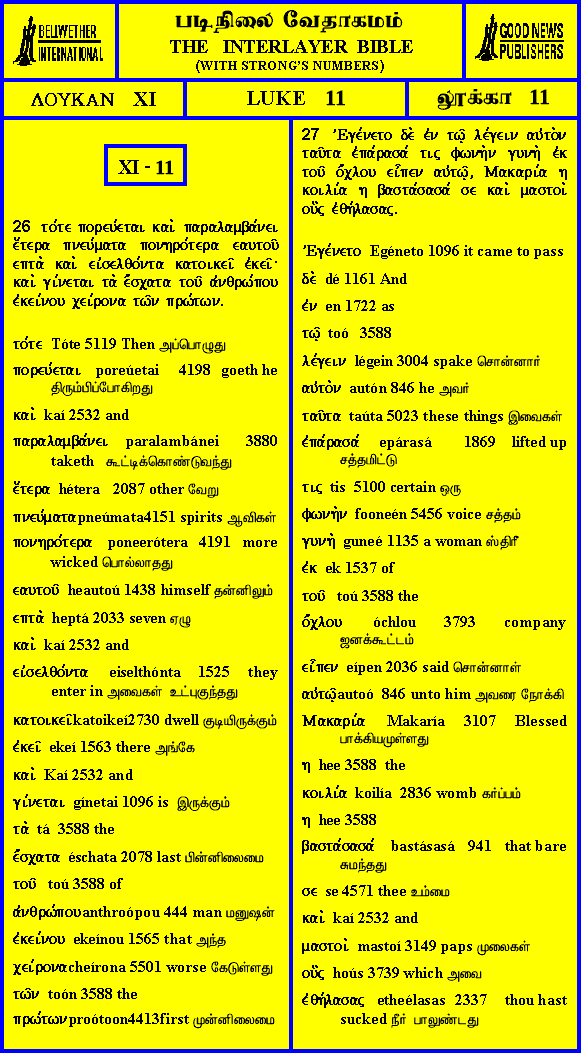 BELLWETHER
INTERNATIONAL
படிநிலை வேதாகமம்
THE INTERLAYER BIBLE
(WITH STRONG'S NUMBERS)
GOOD NEWS
PUBLISHERS
ΛΟΥΚΑΝ XI
LUKE 11
லூக்கா 11
XI - 11
26 τότε πορεύεται καὶ παραλαμβάνει
ἕτερα πνεύματα πονηρότερα εαυτοῦ
επτὰ καὶ εἰσελθόντα κατοικεῖ ἐκεῖ·
καὶ γίνεται τὰ ἔσχατα τοῦ ἀνθρώπου
ἐκείνου χείρονα τῶν πρώτων.
τότε Tóte 5119 Then அப்பொழுது
πορεύεται poreúetai 4198 goeth he
திரும்பிப்போகிறது
καὶ kaí 2532 and
παραλαμβάνει paralambánei 3880
taketh கூட்டிக்கொண்டுவந்து
ἕτερα hétera 2087 other வேறு
πνεύματα pneúmata4151 spirits ஆவிகள்
πονηρότερα poneerótera 4191 more
wicked பொல்லாதது
εαυτοῦ heautoú 1438 himself தன்னிலும்
επτὰ heptá 2033 seven ஏழு
καὶ kaí 2532 and
εἰσελθόντα eiselthónta 1525 they
enter in அவைகள் உட்புகுந்தது
κατοικεῖ katoikeí2730 dwell குடியிருக்கும்
ἐκεῖ ekeí 1563 there அங்கே
καὶ Kaí 2532 and
γίνεται gínetai 1096 is இருக்கும்
τὰ tá 3588 the
ἔσχατα éschata 2078 last பின்னிலைமை
τοῦ toú 3588 of
ἀνθρώπου anthroópou 444 man மனுஷன்
ἐκείνου ekeínou 1565 that அந்த
χείρονα cheírona 5501 worse கேடுள்ளது
τῶν toón 3588 the
πρώτων proótoon4413first முன்னிலைமை
27 Ἐγένετο δὲ ἐν τῷ λέγειν αὐτὸν
ταῦτα ἐπάρασά τις φωνὴν γυνὴ ἐκ
τοῦ ὄχλου εἶπεν αὐτῷ, Μακαρία η
κοιλία η βαστάσασά σε καὶ μαστοὶ
οὓς ἐθήλασας.
Ἐγένετο Egéneto 1096 it came to pass
δὲ dé 1161 And
ἐν en 1722 as
τῷ toó 3588
λέγειν légein 3004 spake சொன்னார்
αὐτὸν autón 846 he அவர்
ταῦτα taúta 5023 these things இவைகள்
ἐπάρασά epárasá 1869 lifted up
சத்தமிட்டு
τις tis 5100 certain ஒரு
φωνὴν fooneén 5456 voice சத்தம்
γυνὴ guneé 1135 a woman ஸ்திரீ
ἐκ ek 1537 of
τοῦ toú 3588 the
ὄχλου óchlou 3793 company
ஜனக்கூட்டம்
εἶπεν eípen 2036 said சொன்னாள்
αὐτῷ autoó 846 unto him அவரை நோக்கி
Μακαρία Makaría 3107 Blessed
பாக்கியமுள்ளது
η hee 3588 the
κοιλία koilía 2836 womb கர்ப்பம்
η hee 3588
βαστάσασά bastásasá 941 that bare
சுமந்தது
σε se 4571 thee உம்மை
καὶ kaí 2532 and
μαστοὶ mastoí 3149 paps முலைகள்
οὓς hoús 3739 which அவை
ἐθήλασας etheélasas 2337 thou hast
sucked நீர் பாலுண்டது